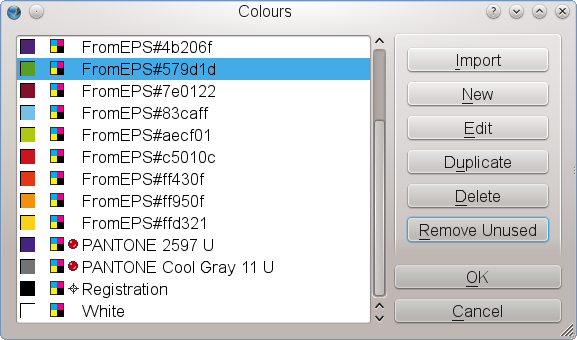 Colours
FromEPS#4b206f
FromEPS#579d1d
FromEPS#7e0122
FromEPS#83caff
FromEPS#aecf01
FromEPS#c5010c
FromEPS#ff430f
FromEPS#ff950f
FromEPS#ffd321
PANTONE 2597 U
PANTONE Cool Gray 11 U
Registration
White
Import
New
Edit
Duplicate
Delete
Remove Unused
OK
Cancel